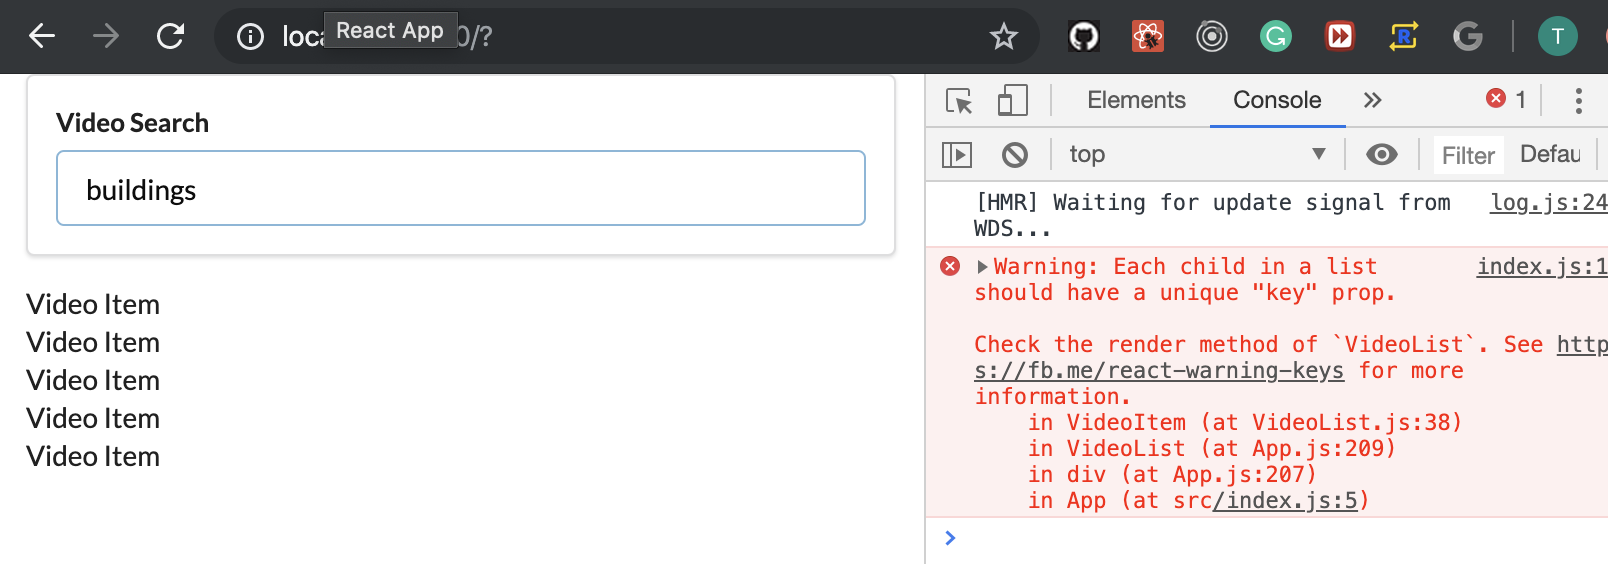 loca
React App
0/?
T
Video Search
buildings
Video Item
Video Item
Video Item
Video Item
Video Item
Elements Console 1
top Filter Defau
[HMR] Waiting for update signal from log.js:24
WDS...
Warning: Each child in a list index.js:1
should have a unique "key" prop.
Check the render method of `VideoList`. See http
s://fb.me/react-warning-keys for more
information.
in VideoItem (at VideoList.js:38)
in VideoList (at App.js:209)
in div (at App.js:207)
in App (at src/index.js:5)